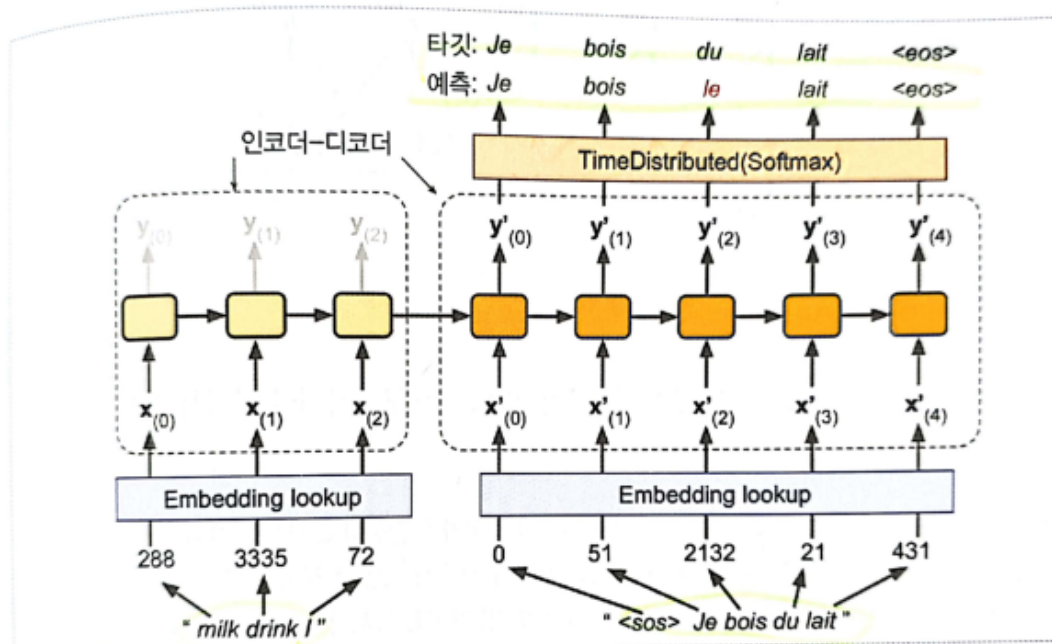 타깃: Je bois du lait <eos>
예측: Je bois le lait <eos>
인코더-디코더
TimeDistributed(Softmax)
y(0) y(1) y(2) y'(0) y'(1) y'(2) y'(3) y'(4)
x(0) x(1) x(2) x'(0) x'(1) x'(2) x'(3) x'(4)
Embedding lookup Embedding lookup
288 3335 72 0 51 2132 21 431
" milk drink I " " <sos> Je bois du lait "